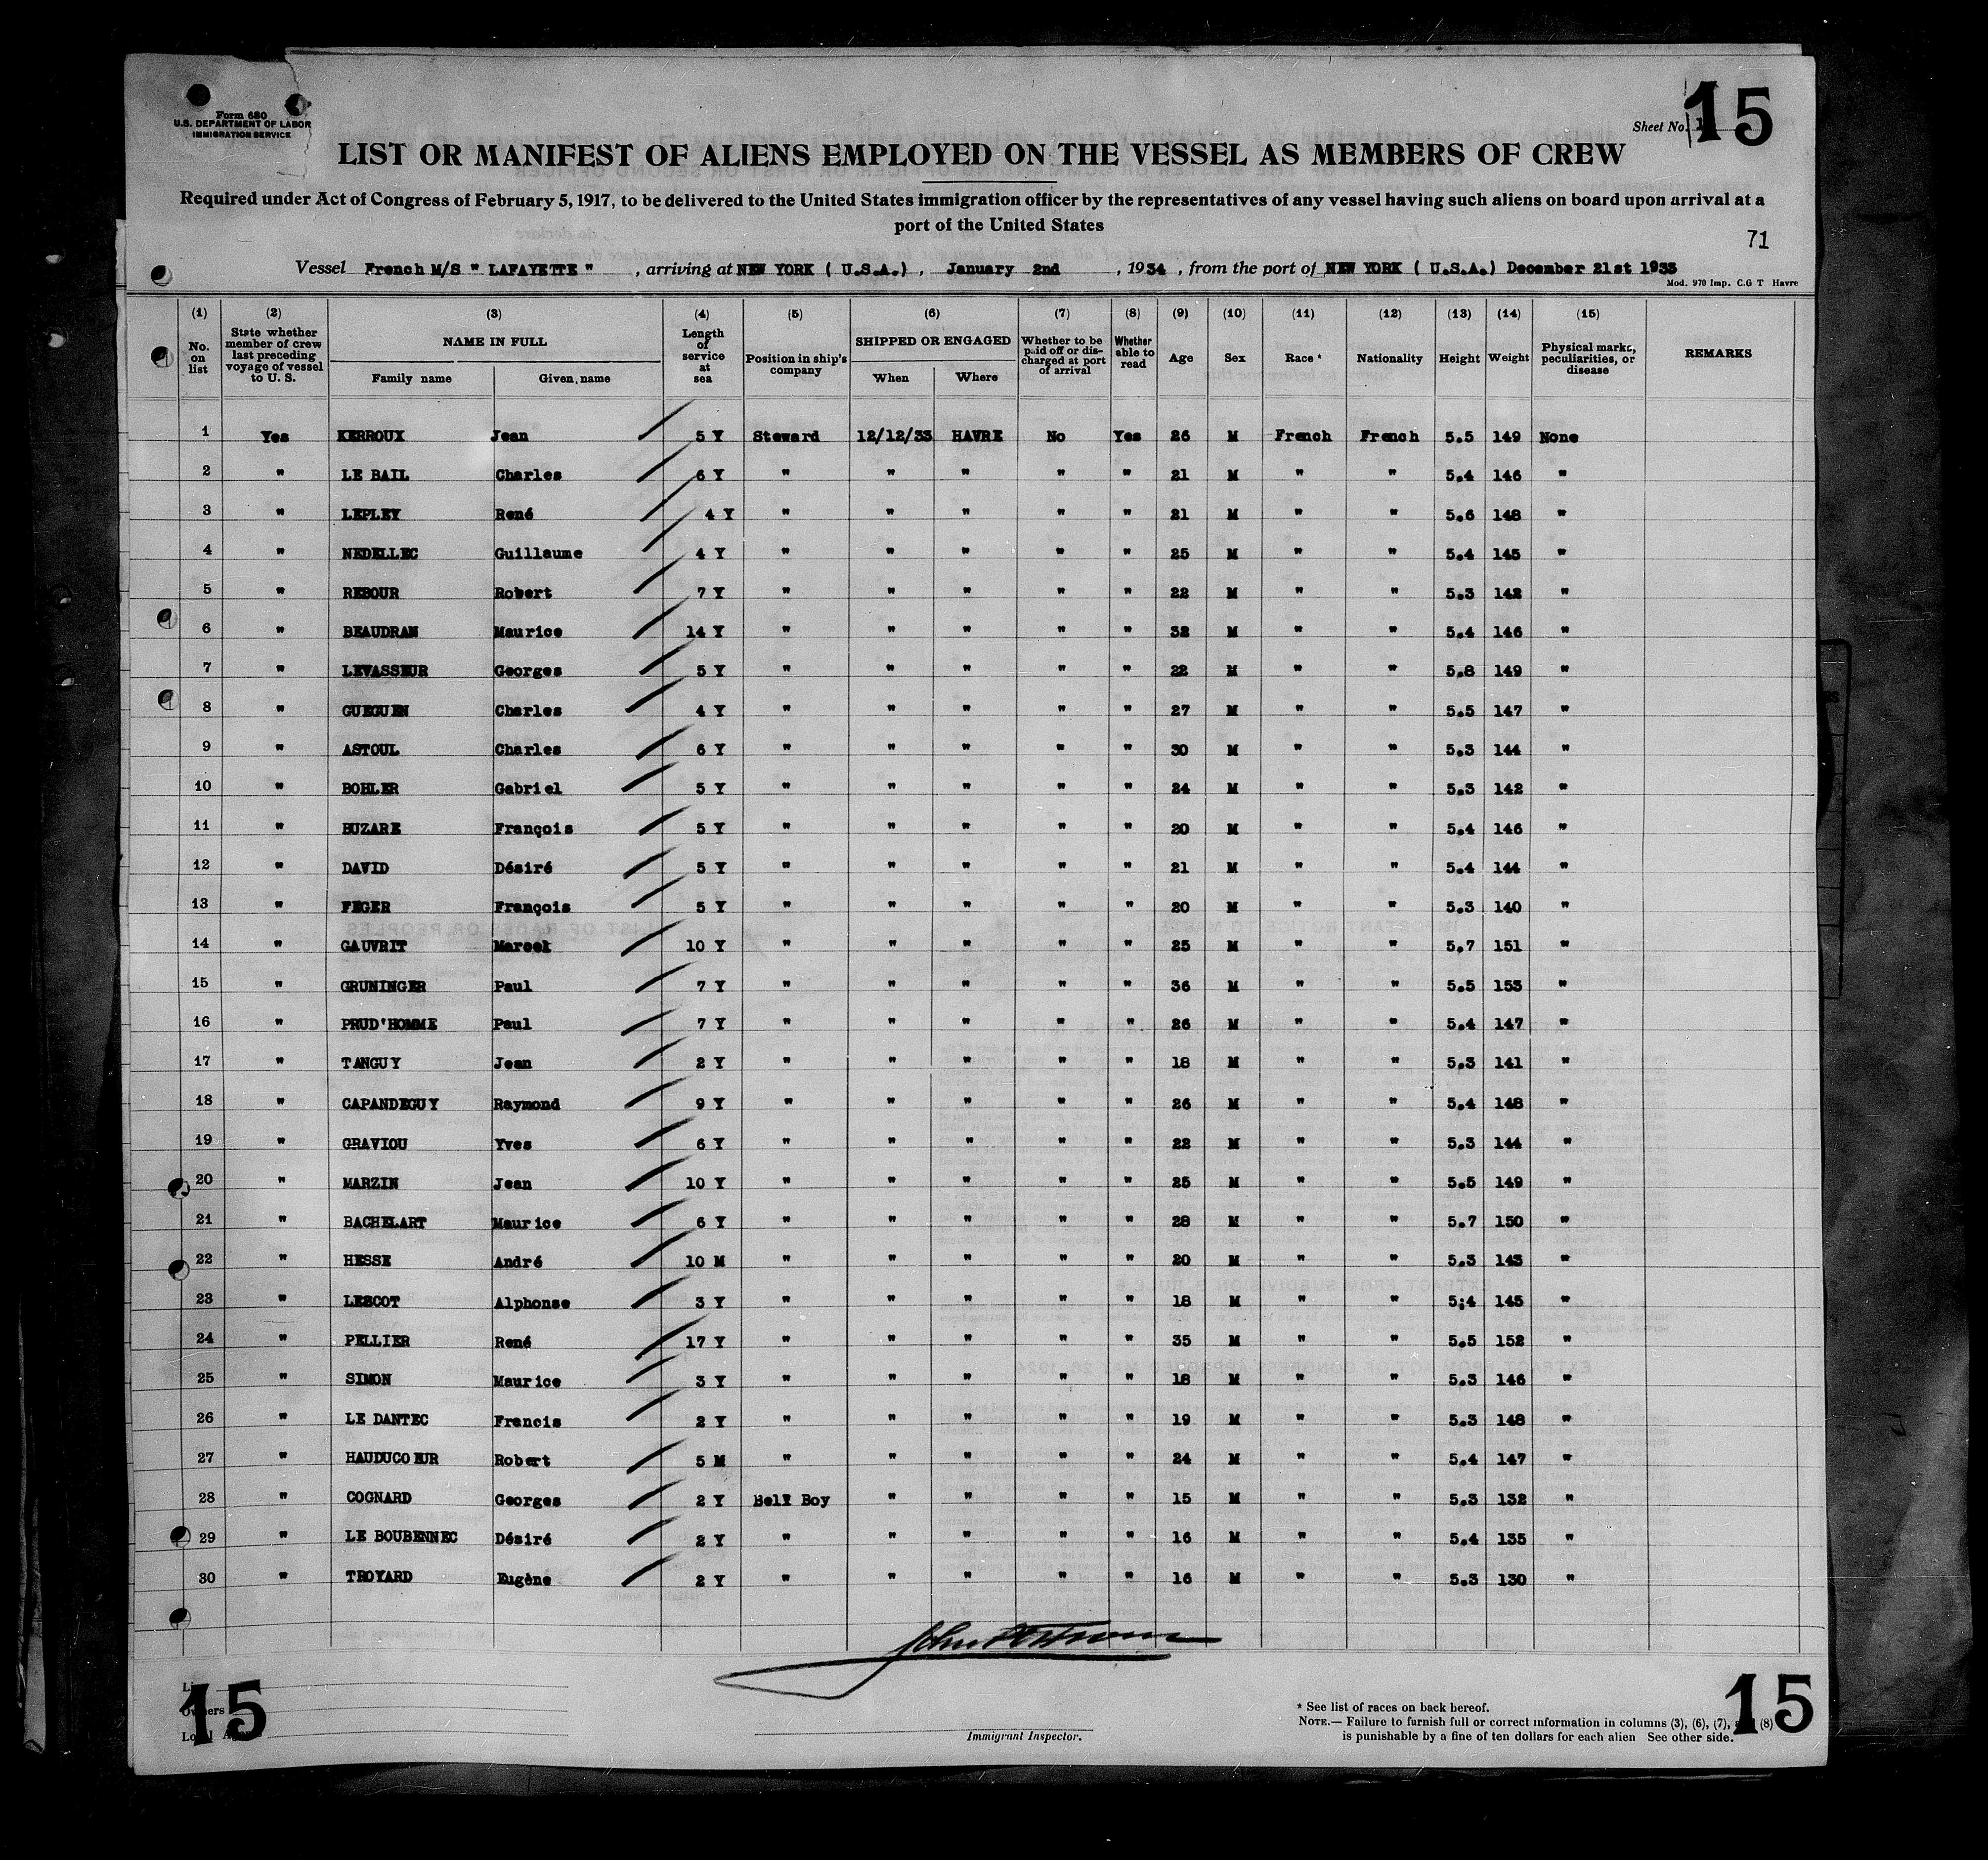 Form 680
U.S. DEPARTMENT OF LABOR
IMMIGRATION SERVICE
Sheet No.
15
LIST OR MANIFEST OF ALIENS EMPLOYED ON THE VESSEL AS MEMBERS OF CREW
Required under Act of Congress of February 5, 1917, to be delivered to the United States immigration officer by the representatives of any vessel having such aliens on board upon arrival at a
port of the United States
71
Vessel French M/S " LAFAYETTE " , arriving at NEW YORK ( U.S.A.) , January 2nd , 1934 , from the port of NEW YORK ( U.S.A.) December 21st 1933
Mod. 970 Imp. C.G T Havre
(1) No. on list (2) State whether member of crew last preceding voyage of vessel to U. S. (3) NAME IN FULL Family name Given name (4) Length of service at sea (5) Position in ship's company (6) SHIPPED OR ENGAGED When Where (7) Whether to be paid off or discharged at port of arrival (8) Whether able to read (9) Age (10) Sex (11) Race * (12) Nationality (13) Height (14) Weight (15) Physical marks, peculiarities, or disease REMARKS
1 Yes KERROUX Jean 5 Y Steward 12/12/33 HAVRE No Yes 26 M French French 5.5 149 None
2 " LE BAIL Charles 6 Y " " " " " 21 M " " 5.4 146 "
3 " LEPLEY René 4 Y " " " " " 21 M " " 5.6 148 "
4 " NEDELLEC Guillaume 4 Y " " " " " 25 M " " 5.4 145 "
5 " REBOUR Robert 7 Y " " " " " 22 M " " 5.3 142 "
6 " BEAUDRAN Maurice 14 Y " " " " " 32 M " " 5.4 146 "
7 " LEVASSEUR Georges 5 Y " " " " " 22 M " " 5.8 149 "
8 " GUEGUEN Charles 4 Y " " " " " 27 M " " 5.5 147 "
9 " ASTOUL Charles 6 Y " " " " " 30 M " " 5.3 144 "
10 " BOHLER Gabriel 5 Y " " " " " 24 M " " 5.3 142 "
11 " BUZARE François 5 Y " " " " " 20 M " " 5.4 146 "
12 " DAVID Désiré 5 Y " " " " " 21 M " " 5.4 144 "
13 " FEGER François 5 Y " " " " " 20 M " " 5.3 140 "
14 " GAUVRIT Marcel 10 Y " " " " " 25 M " " 5.7 151 "
15 " GRUNINGER Paul 7 Y " " " " " 36 M " " 5.5 153 "
16 " PRUD'HOMME Paul 7 Y " " " " " 26 M " " 5.4 147 "
17 " TANGUY Jean 2 Y " " " " " 18 M " " 5.3 141 "
18 " CAPANDEGUY Raymond 9 Y " " " " " 26 M " " 5.4 148 "
19 " GRAVIOU Yves 6 Y " " " " " 22 M " " 5.3 144 "
20 " MARZIN Jean 10 Y " " " " " 25 M " " 5.5 149 "
21 " BACHELART Maurice 6 Y " " " " " 28 M " " 5.7 150 "
22 " HESSE André 10 M " " " " " 20 M " " 5.3 143 "
23 " LESCOT Alphonse 3 Y " " " " " 18 M " " 5;4 145 "
24 " PELLIER René 17 Y " " " " " 35 M " " 5.5 152 "
25 " SIMON Maurice 3 Y " " " " " 18 M " " 5.3 146 "
26 " LE DANTEC Francis 2 Y " " " " " 19 M " " 5.3 148 "
27 " HAUDUCOEUR Robert 5 M " " " " " 24 M " " 5.4 147 "
28 " COGNARD Georges 2 Y Bell Boy " " " " 15 M " " 5.3 132 "
29 " LE BOUBENNEC Désiré 2 Y " " " " " 16 M " " 5.4 135 "
30 " TROYARD Eugène 2 Y " " " " " 16 M " " 5.3 130 "
15
Owners
Immigrant Inspector.
* See list of races on back hereof.
NOTE.— Failure to furnish full or correct information in columns (3), (6), (7), (8)
is punishable by a fine of ten dollars for each alien See other side.
15